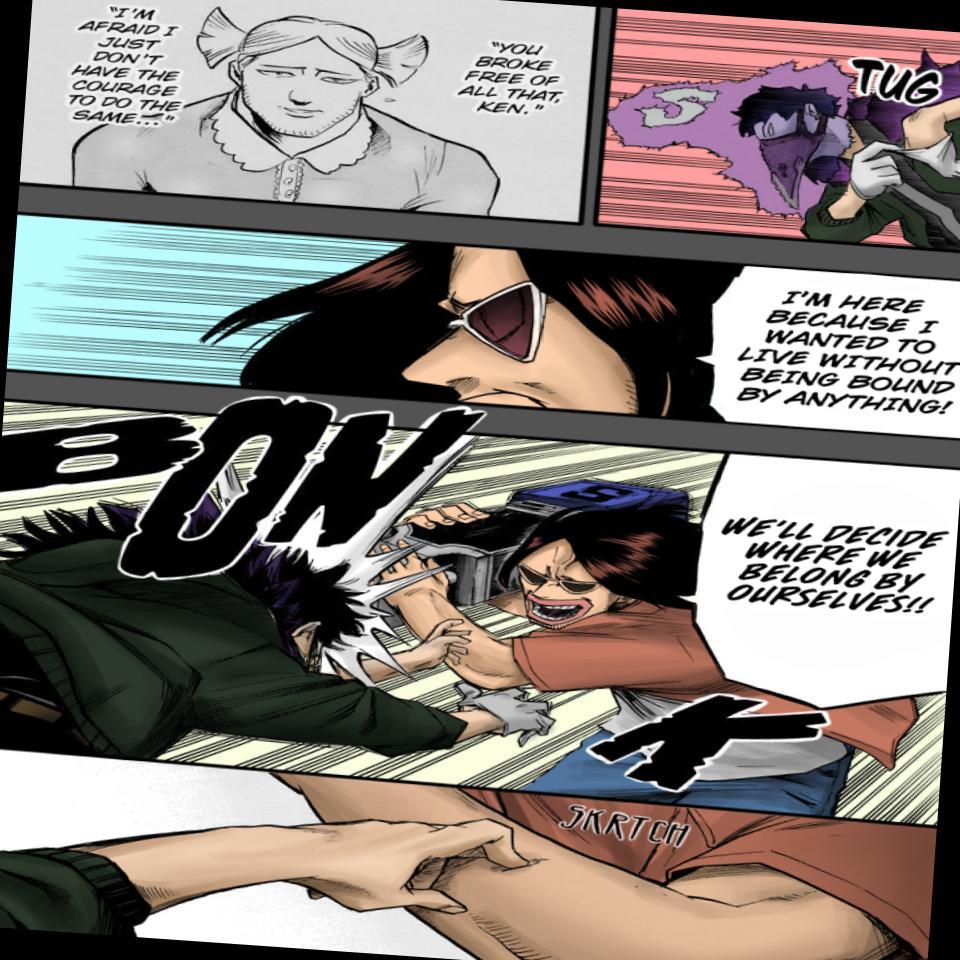 "I'M
AFRAID I
JUST
DON'T
HAVE THE
COURAGE
TO DO THE
SAME..."
"YOU
BROKE
FREE OF
ALL THAT,
KEN."
TUG
S
I'M HERE
BECAUSE I
WANTED TO
LIVE WITHOUT
BEING BOUND
BY ANYTHING!
BONK
S
WE'LL DECIDE
WHERE WE
BELONG BY
OURSELVES!!
SKRTCH